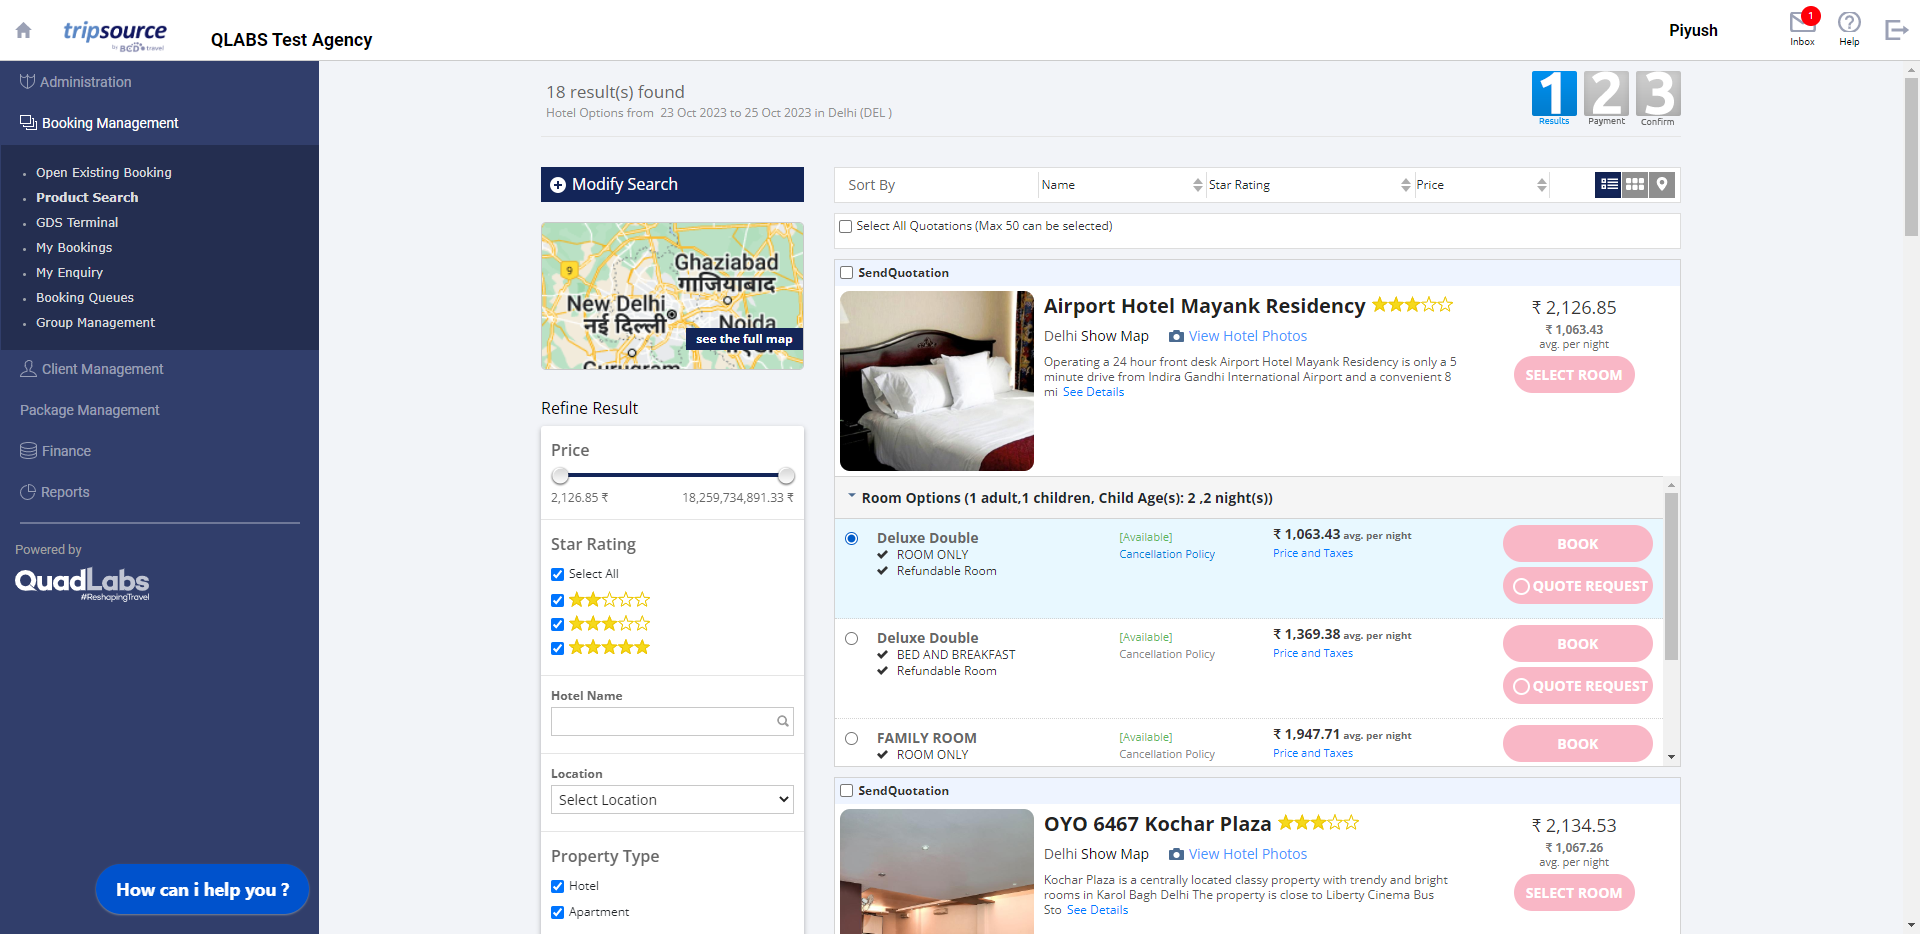 tripsource
by BCD travel
QLABS Test Agency
Piyush
1
Inbox
Help
Administration
Booking Management
Open Existing Booking
Product Search
GDS Terminal
My Bookings
My Enquiry
Booking Queues
Group Management
Client Management
Package Management
Finance
Reports
Powered by
QuadLabs
#ReshapingTravel
How can i help you ?
18 result(s) found
Hotel Options from 23 Oct 2023 to 25 Oct 2023 in Delhi (DEL )
1 Results
2 Payment
3 Confirm
Modify Search
9
Ghaziabad
गाजियाबाद
New Delhi
नई दिल्ली
Noida
Gurugram
see the full map
Refine Result
Price
2,126.85 ₹ 18,259,734,891.33 ₹
Star Rating
Select All
Hotel Name
Location
Select Location
Property Type
Hotel
Apartment
Sort By Name Star Rating Price
Select All Quotations (Max 50 can be selected)
SendQuotation
Airport Hotel Mayank Residency
Delhi Show Map View Hotel Photos
Operating a 24 hour front desk Airport Hotel Mayank Residency is only a 5
minute drive from Indira Gandhi International Airport and a convenient 8
mi See Details
₹ 2,126.85
₹ 1,063.43
avg. per night
SELECT ROOM
Room Options (1 adult,1 children, Child Age(s): 2 ,2 night(s))
Deluxe Double
ROOM ONLY
Refundable Room
[Available]
Cancellation Policy
₹ 1,063.43 avg. per night
Price and Taxes
BOOK
QUOTE REQUEST
Deluxe Double
BED AND BREAKFAST
Refundable Room
[Available]
Cancellation Policy
₹ 1,369.38 avg. per night
Price and Taxes
BOOK
QUOTE REQUEST
FAMILY ROOM
ROOM ONLY
[Available]
Cancellation Policy
₹ 1,947.71 avg. per night
Price and Taxes
BOOK
SendQuotation
OYO 6467 Kochar Plaza
Delhi Show Map View Hotel Photos
Kochar Plaza is a centrally located classy property with trendy and bright
rooms in Karol Bagh Delhi The property is close to Liberty Cinema Bus
Sto See Details
₹ 2,134.53
₹ 1,067.26
avg. per night
SELECT ROOM